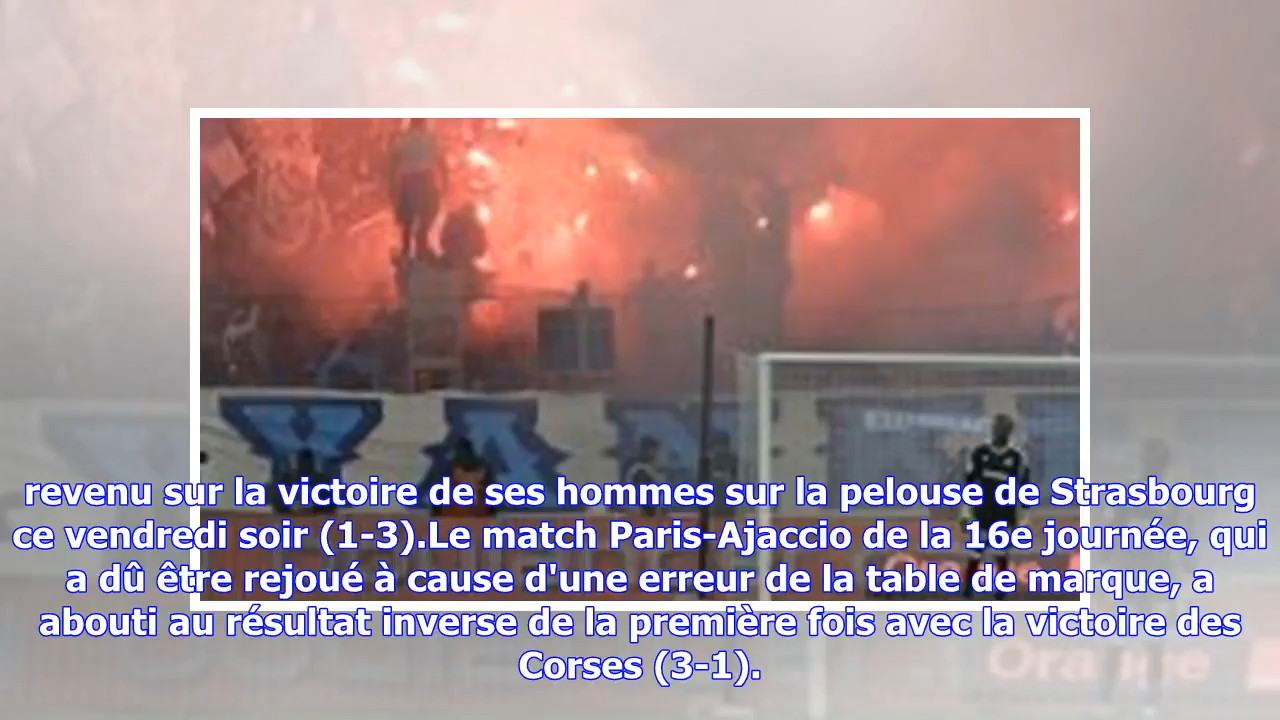 YAN
revenu sur la victoire de ses hommes sur la pelouse de Strasbourg
ce vendredi soir (1-3).Le match Paris-Ajaccio de la 16e journée, qui
a dû être rejoué à cause d'une erreur de la table de marque, a
abouti au résultat inverse de la première fois avec la victoire des
Corses (3-1).
Orange